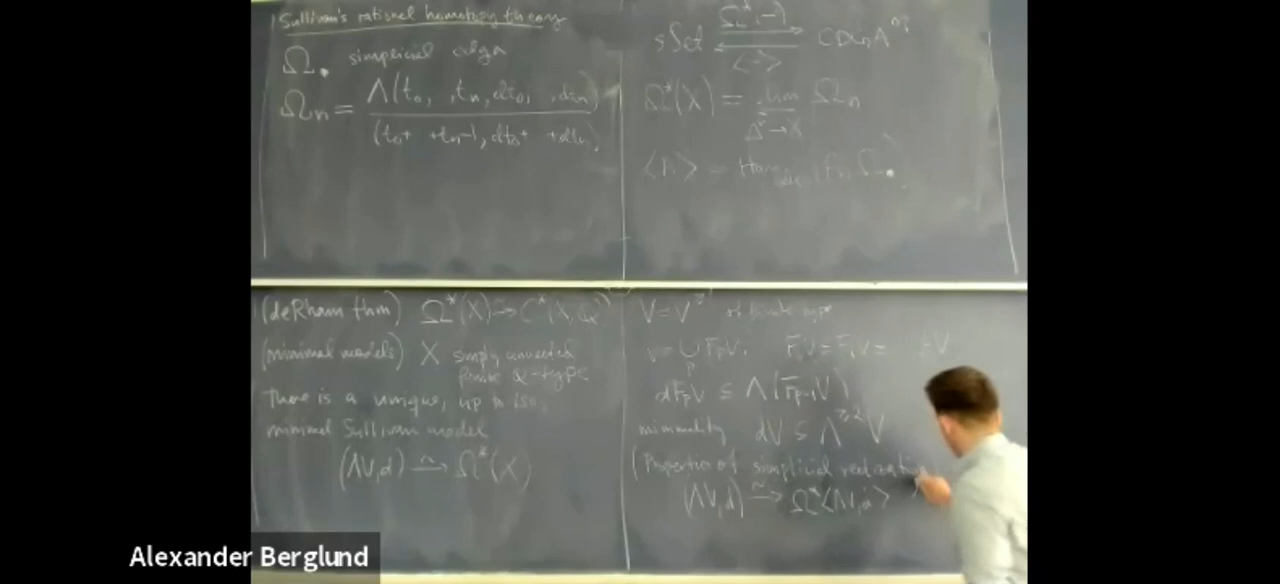 Sullivan's rational homotopy theory
Ω. simplicial cdga
Ωn = Λ(t₀, ,tn, dt₀, ,dtn)
(t₀+ +tn-1, dt₀+ +dtn)
sSet Ω*(-) CDGA^op
<->
Ω*(X) = lim Ωn
Δⁿ→X
= Hom Ω.
(deRham thm) Ω*(X) ~→ C*(X,Q)
(minimal models) X simply connected
finite Q-type
There is a unique, up to iso,
minimal Sullivan model
(ΛV,d) ~→ Ω*(X)
V = V of finite type
V = ∪ FpV,
p
dFpV ⊆ Λ(Fp-1V)
minimality dV ⊆ Λ^≥2 V
(Properties of simplicial realization)
(ΛV,d) ~→ Ω*<ΛV,d>
Alexander Berglund